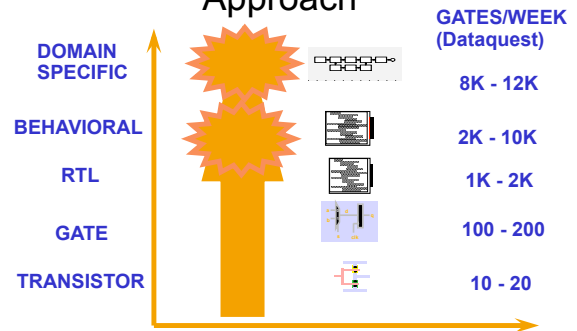 Approach
GATES/WEEK
(Dataquest)
DOMAIN
SPECIFIC
8K - 12K
BEHAVIORAL
2K - 10K
RTL
1K - 2K
GATE
100 - 200
TRANSISTOR
10 - 20